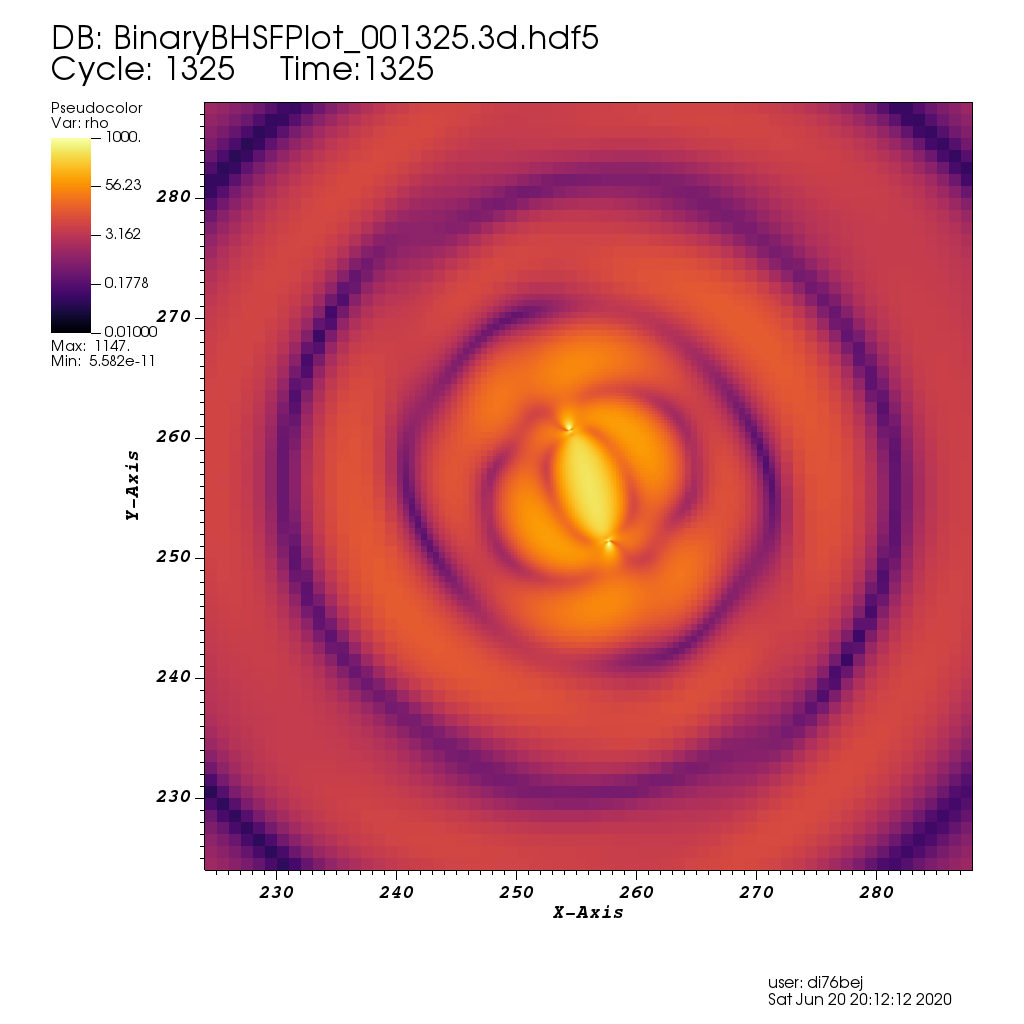 DB: BinaryBHSFPlot_001325.3d.hdf5
Cycle: 1325 Time:1325
Pseudocolor
Var: rho
1000.
56.23
3.162
0.1778
0.01000
Max: 1147.
Min: 5.582e-11
280
270
260
250
240
230
Y-Axis
230 240 250 260 270 280
X-Axis
user: di76bej
Sat Jun 20 20:12:12 2020